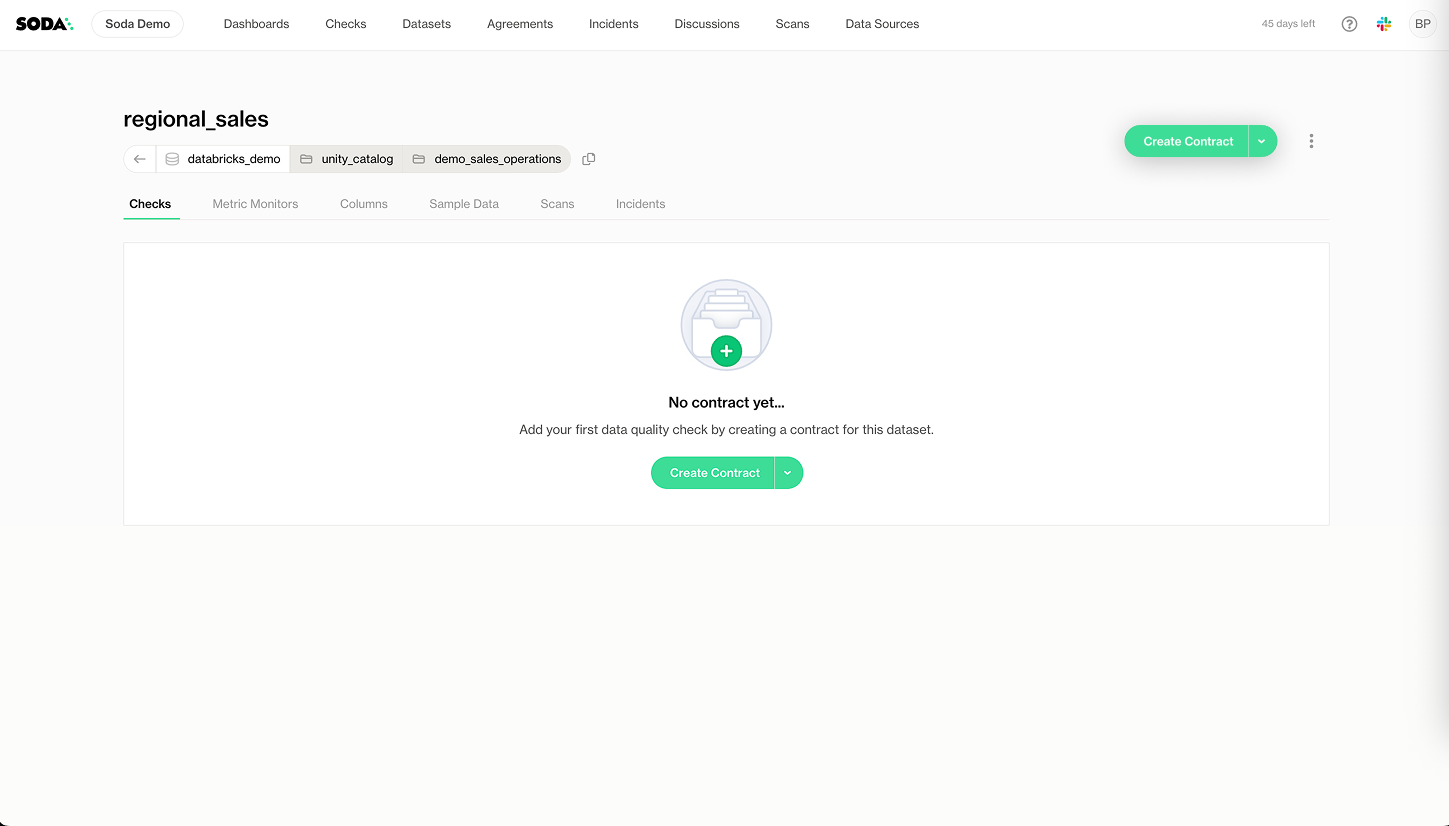 SODA Soda Demo Dashboards Checks Datasets Agreements Incidents Discussions Scans Data Sources 45 days left ? BP
regional_sales
Create Contract
databricks_demo unity_catalog demo_sales_operations
Checks Metric Monitors Columns Sample Data Scans Incidents
No contract yet...
Add your first data quality check by creating a contract for this dataset.
Create Contract